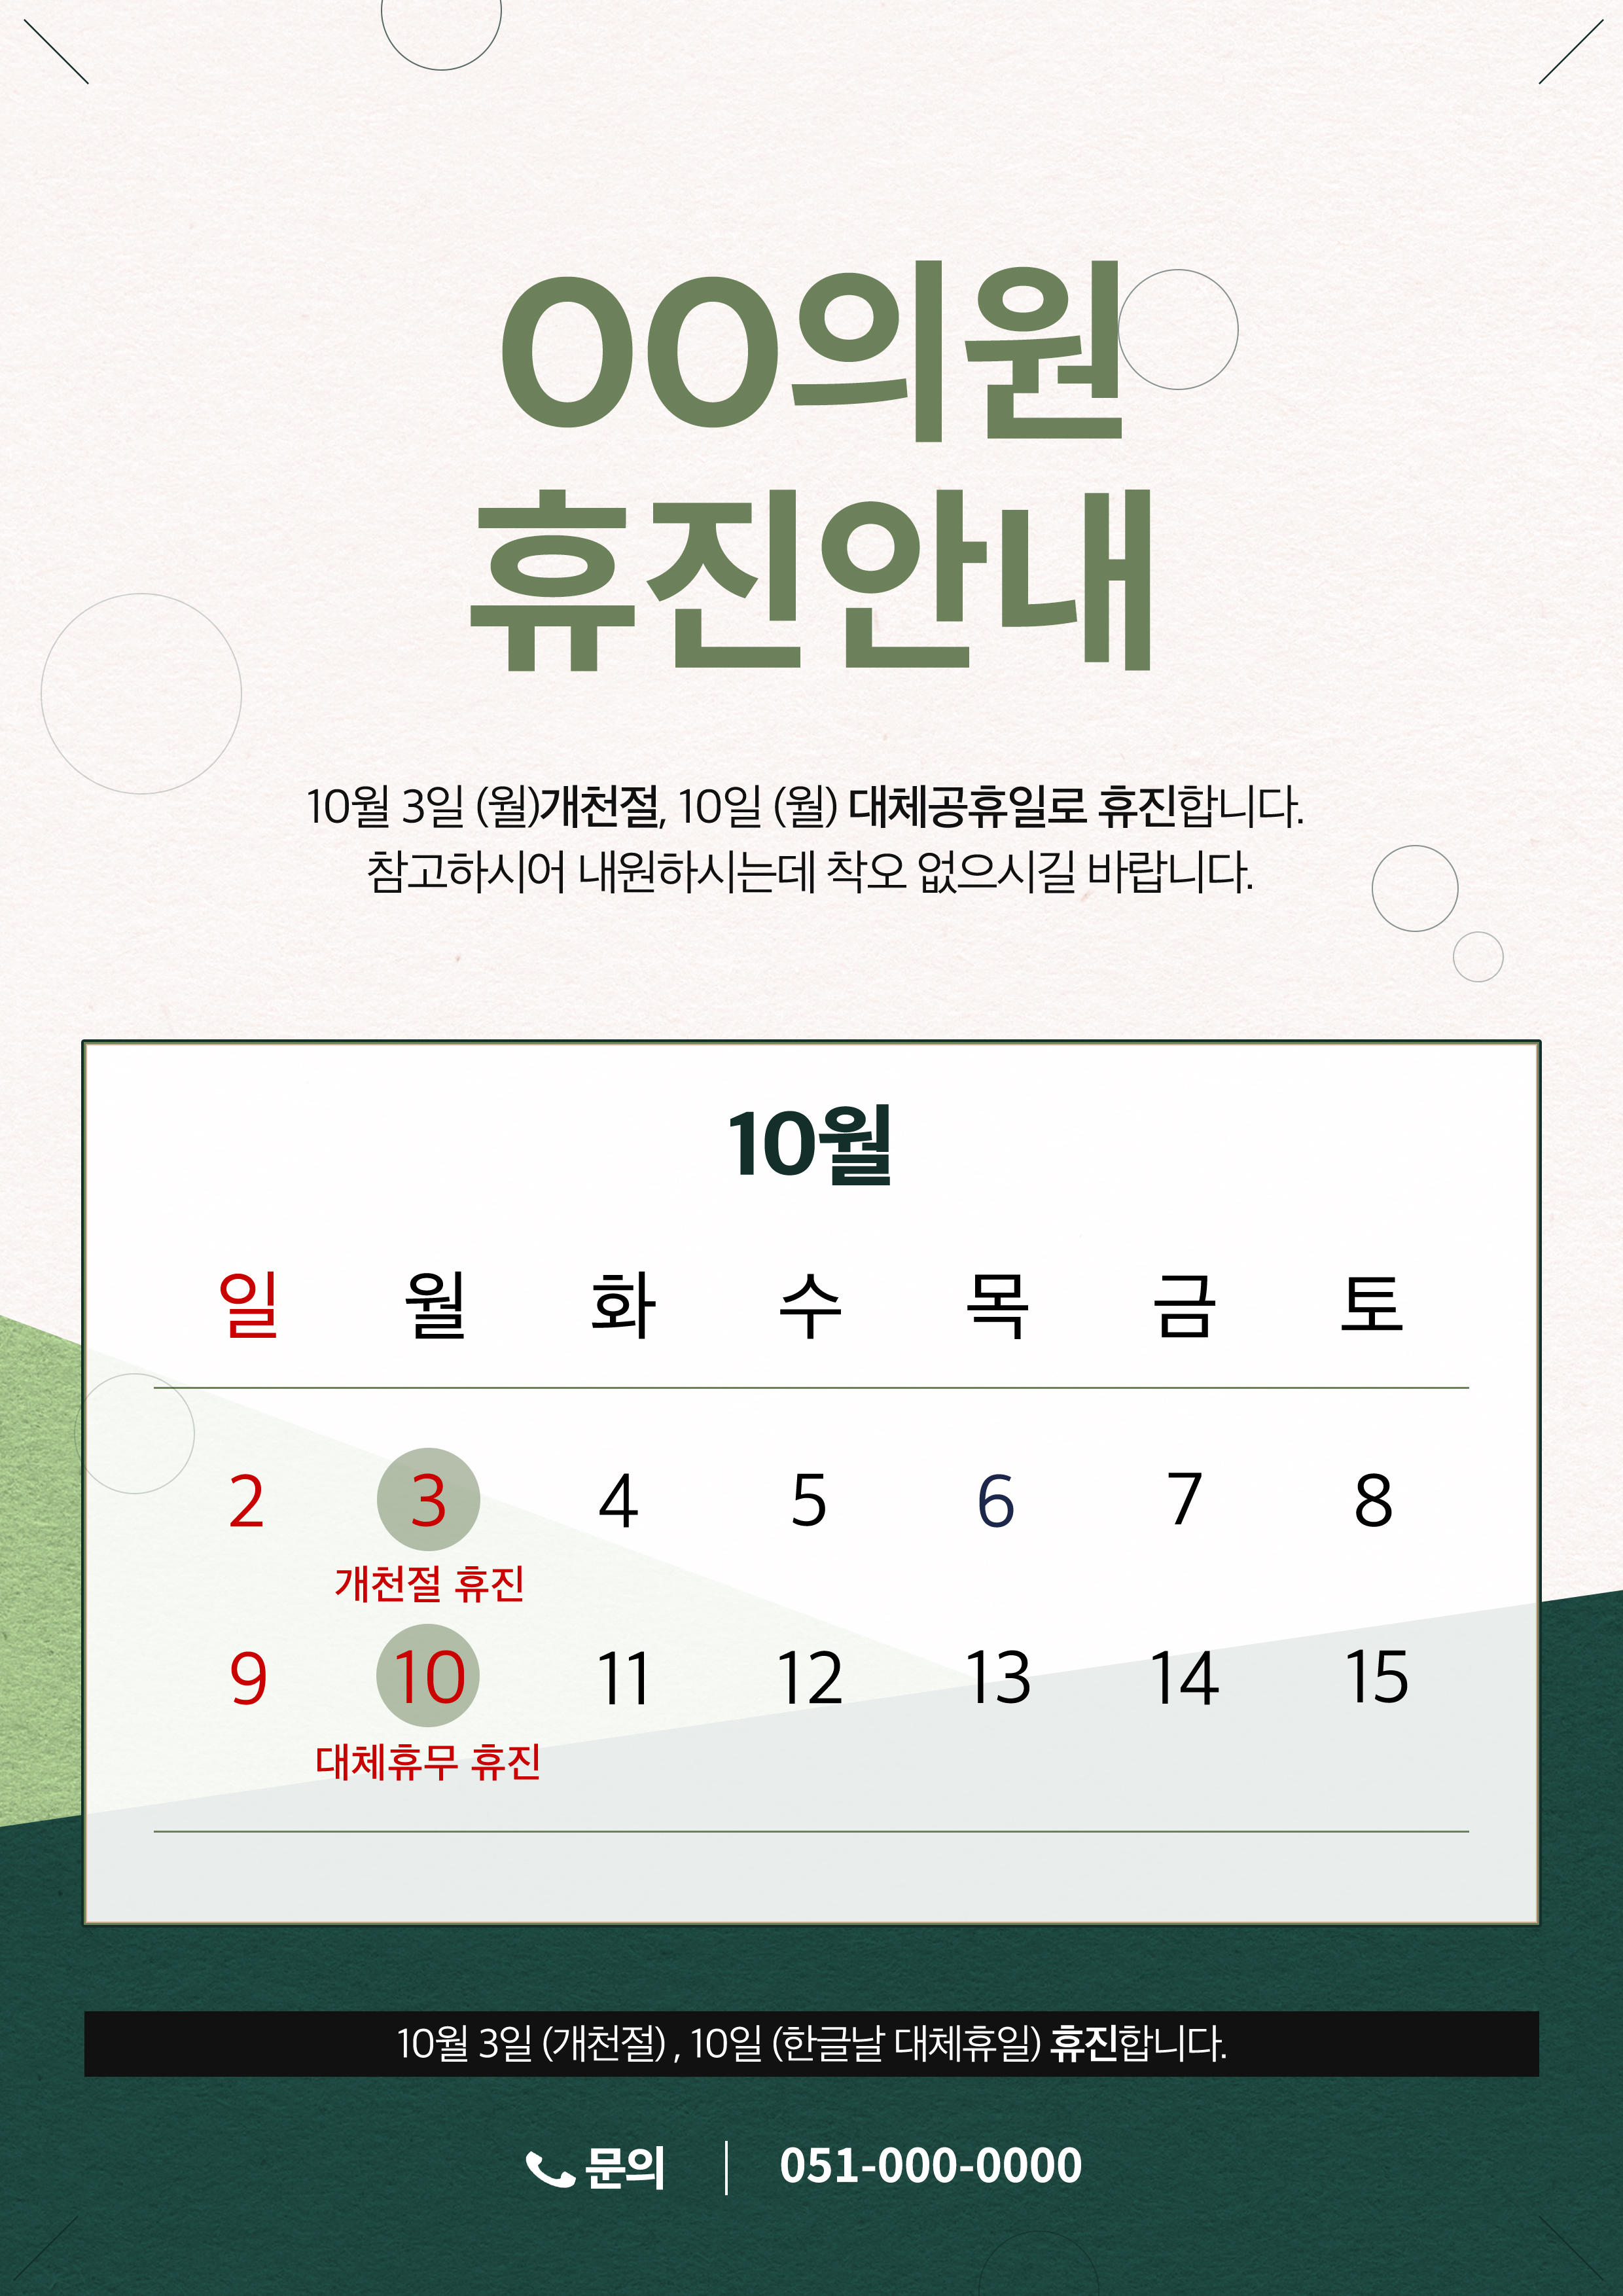 OO의원
휴진안내
10월 3일 (월)개천절, 10일 (월) 대체공휴일로 휴진합니다.
참고하시어 내원하시는데 착오 없으시길 바랍니다.
10월
일 월 화 수 목 금 토
2 3 4 5 6 7 8
개천절 휴진
9 10 11 12 13 14 15
대체휴무 휴진
10월 3일 (개천절) , 10일 (한글날 대체휴일) 휴진합니다.
문의 | 051-000-0000